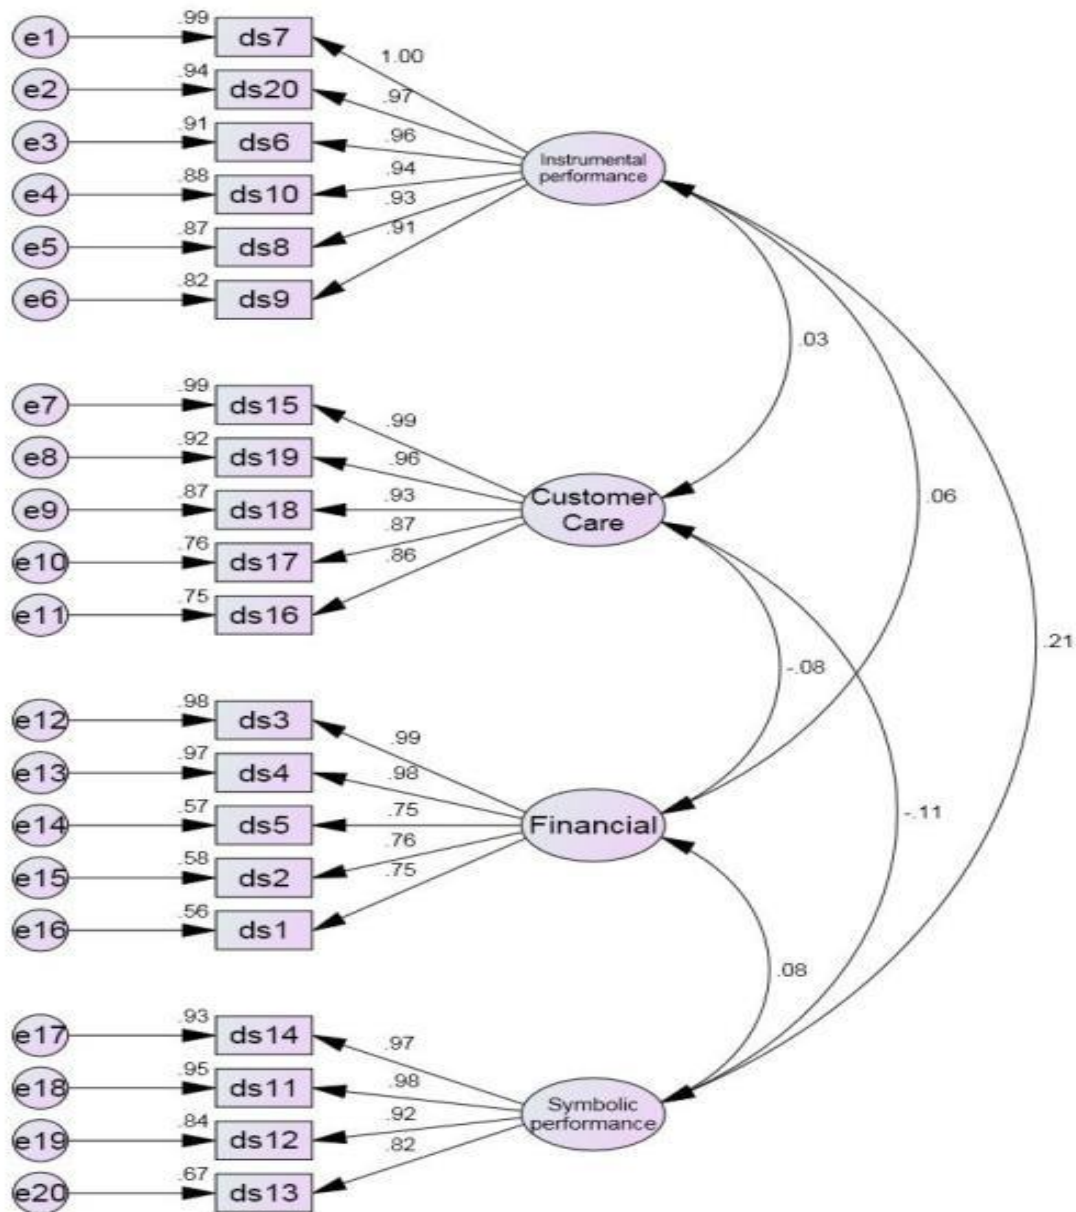 e1 .99 ds7 1.00
e2 .94 ds20 .97
e3 .91 ds6 .96
e4 .88 ds10 .94
e5 .87 ds8 .93
e6 .82 ds9 .91
Instrumental
performance
.03
e7 .99 ds15 .99
e8 .92 ds19 .96
e9 .87 ds18 .93
e10 .76 ds17 .87
e11 .75 ds16 .86
Customer
Care
.06
.21
-.08
e12 .98 ds3 .99
e13 .97 ds4 .98
e14 .57 ds5 .75
e15 .58 ds2 .76
e16 .56 ds1 .75
Financial
-.11
.08
e17 .93 ds14 .97
e18 .95 ds11 .98
e19 .84 ds12 .92
e20 .67 ds13 .82
Symbolic
performance